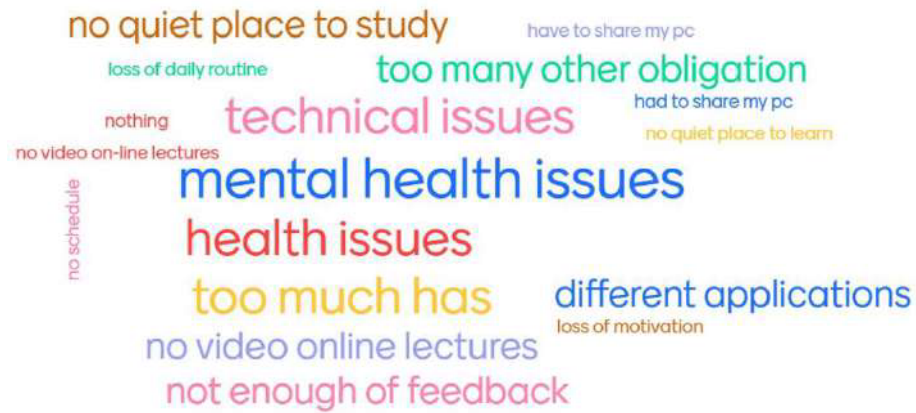 no quiet place to study
have to share my pc
loss of daily routine
too many other obligation
nothing
technical issues
had to share my pc
no quiet place to learn
no video on-line lectures
mental health issues
no schedule
health issues
too much has
different applications
loss of motivation
no video online lectures
not enough of feedback